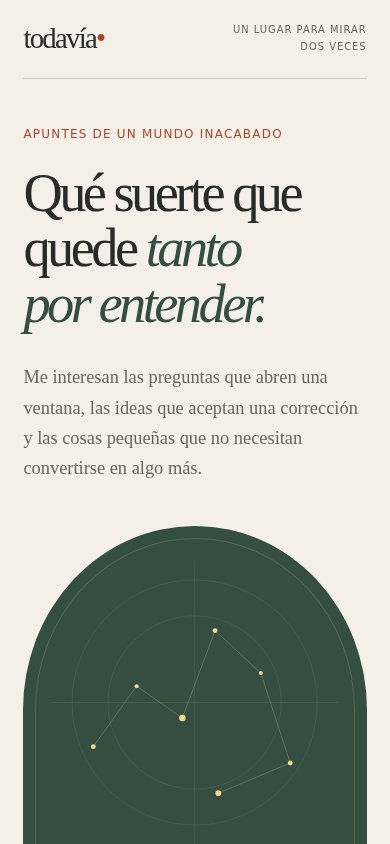 todavía•
UN LUGAR PARA MIRAR
DOS VECES
APUNTES DE UN MUNDO INACABADO
Qué suerte que
quede tanto
por entender.
Me interesan las preguntas que abren una
ventana, las ideas que aceptan una corrección
y las cosas pequeñas que no necesitan
convertirse en algo más.